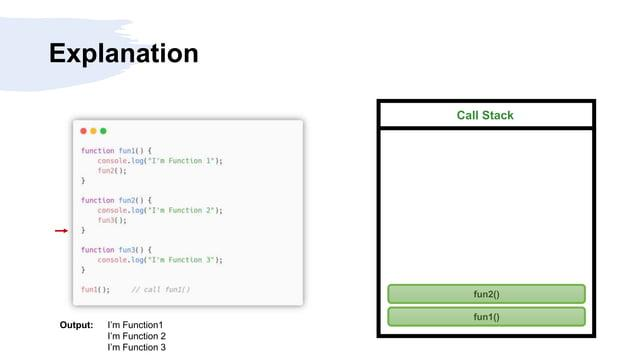 Explanation
function fun1() {
    console.log("I'm Function 1");
    fun2();
}
function fun2() {
    console.log("I'm Function 2");
    fun3();
}
function fun3() {
    console.log("I'm Function 3");
}
fun1();     // call fun1()
Output: I'm Function1
I'm Function 2
I'm Function 3
Call Stack
fun2()
fun1()